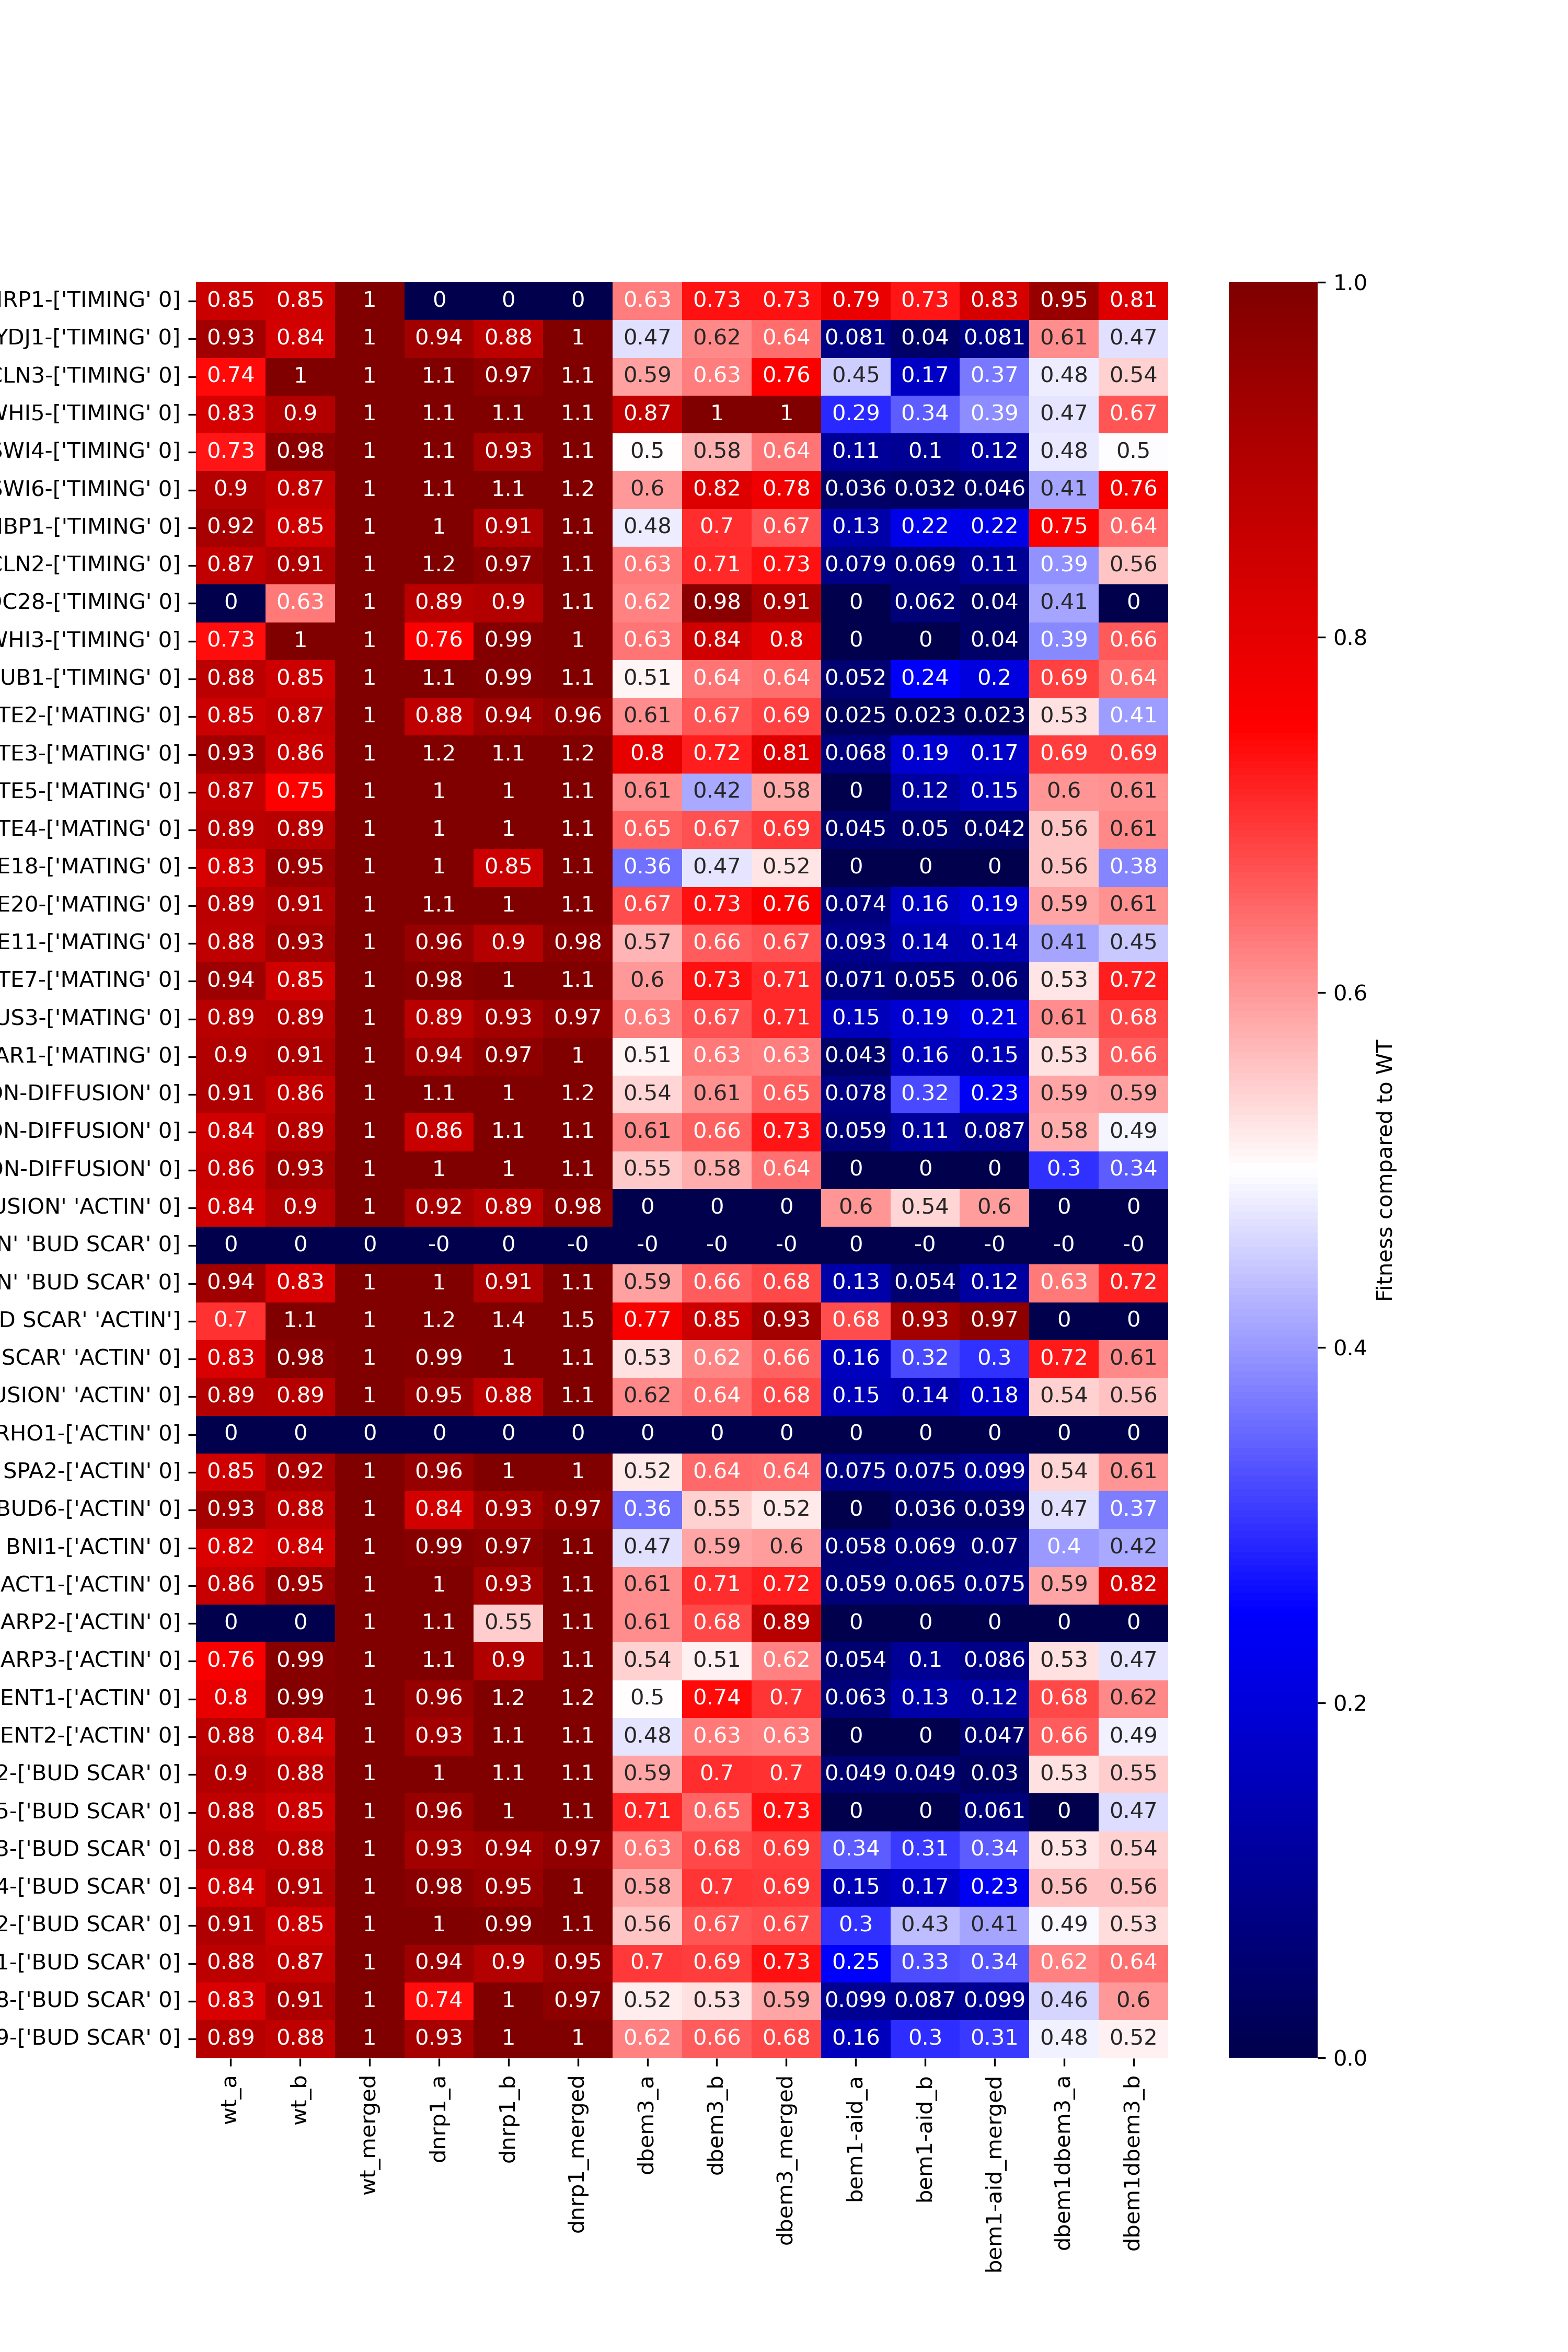 NRP1-['TIMING' 0] 0.85 0.85 1 0 0 0 0.63 0.73 0.73 0.79 0.73 0.83 0.95 0.81
YDJ1-['TIMING' 0] 0.93 0.84 1 0.94 0.88 1 0.47 0.62 0.64 0.081 0.04 0.081 0.61 0.47
CLN3-['TIMING' 0] 0.74 1 1 1.1 0.97 1.1 0.59 0.63 0.76 0.45 0.17 0.37 0.48 0.54
WHI5-['TIMING' 0] 0.83 0.9 1 1.1 1.1 1.1 0.87 1 1 0.29 0.34 0.39 0.47 0.67
SWI4-['TIMING' 0] 0.73 0.98 1 1.1 0.93 1.1 0.5 0.58 0.64 0.11 0.1 0.12 0.48 0.5
SWI6-['TIMING' 0] 0.9 0.87 1 1.1 1.1 1.2 0.6 0.82 0.78 0.036 0.032 0.046 0.41 0.76
MBP1-['TIMING' 0] 0.92 0.85 1 1 0.91 1.1 0.48 0.7 0.67 0.13 0.22 0.22 0.75 0.64
CLN2-['TIMING' 0] 0.87 0.91 1 1.2 0.97 1.1 0.63 0.71 0.73 0.079 0.069 0.11 0.39 0.56
DC28-['TIMING' 0] 0 0.63 1 0.89 0.9 1.1 0.62 0.98 0.91 0 0.062 0.04 0.41 0
WHI3-['TIMING' 0] 0.73 1 1 0.76 0.99 1 0.63 0.84 0.8 0 0 0.04 0.39 0.66
UB1-['TIMING' 0] 0.88 0.85 1 1.1 0.99 1.1 0.51 0.64 0.64 0.052 0.24 0.2 0.69 0.64
TE2-['MATING' 0] 0.85 0.87 1 0.88 0.94 0.96 0.61 0.67 0.69 0.025 0.023 0.023 0.53 0.41
TE3-['MATING' 0] 0.93 0.86 1 1.2 1.1 1.2 0.8 0.72 0.81 0.068 0.19 0.17 0.69 0.69
TE5-['MATING' 0] 0.87 0.75 1 1 1 1.1 0.61 0.42 0.58 0 0.12 0.15 0.6 0.61
TE4-['MATING' 0] 0.89 0.89 1 1 1 1.1 0.65 0.67 0.69 0.045 0.05 0.042 0.56 0.61
E18-['MATING' 0] 0.83 0.95 1 1 0.85 1.1 0.36 0.47 0.52 0 0 0 0.56 0.38
E20-['MATING' 0] 0.89 0.91 1 1.1 1 1.1 0.67 0.73 0.76 0.074 0.16 0.19 0.59 0.61
E11-['MATING' 0] 0.88 0.93 1 0.96 0.9 0.98 0.57 0.66 0.67 0.093 0.14 0.14 0.41 0.45
TE7-['MATING' 0] 0.94 0.85 1 0.98 1 1.1 0.6 0.73 0.71 0.071 0.055 0.06 0.53 0.72
US3-['MATING' 0] 0.89 0.89 1 0.89 0.93 0.97 0.63 0.67 0.71 0.15 0.19 0.21 0.61 0.68
AR1-['MATING' 0] 0.9 0.91 1 0.94 0.97 1 0.51 0.63 0.63 0.043 0.16 0.15 0.53 0.66
ON-DIFFUSION' 0] 0.91 0.86 1 1.1 1 1.2 0.54 0.61 0.65 0.078 0.32 0.23 0.59 0.59
ON-DIFFUSION' 0] 0.84 0.89 1 0.86 1.1 1.1 0.61 0.66 0.73 0.059 0.11 0.087 0.58 0.49
ON-DIFFUSION' 0] 0.86 0.93 1 1 1 1.1 0.55 0.58 0.64 0 0 0 0.3 0.34
USION' 'ACTIN' 0] 0.84 0.9 1 0.92 0.89 0.98 0 0 0 0.6 0.54 0.6 0 0
N' 'BUD SCAR' 0] 0 0 0 -0 0 -0 -0 -0 -0 0 -0 -0 -0 -0
N' 'BUD SCAR' 0] 0.94 0.83 1 1 0.91 1.1 0.59 0.66 0.68 0.13 0.054 0.12 0.63 0.72
D SCAR' 'ACTIN'] 0.7 1.1 1 1.2 1.4 1.5 0.77 0.85 0.93 0.68 0.93 0.97 0 0
SCAR' 'ACTIN' 0] 0.83 0.98 1 0.99 1 1.1 0.53 0.62 0.66 0.16 0.32 0.3 0.72 0.61
USION' 'ACTIN' 0] 0.89 0.89 1 0.95 0.88 1.1 0.62 0.64 0.68 0.15 0.14 0.18 0.54 0.56
RHO1-['ACTIN' 0] 0 0 0 0 0 0 0 0 0 0 0 0 0 0
SPA2-['ACTIN' 0] 0.85 0.92 1 0.96 1 1 0.52 0.64 0.64 0.075 0.075 0.099 0.54 0.61
BUD6-['ACTIN' 0] 0.93 0.88 1 0.84 0.93 0.97 0.36 0.55 0.52 0 0.036 0.039 0.47 0.37
BNI1-['ACTIN' 0] 0.82 0.84 1 0.99 0.97 1.1 0.47 0.59 0.6 0.058 0.069 0.07 0.4 0.42
ACT1-['ACTIN' 0] 0.86 0.95 1 1 0.93 1.1 0.61 0.71 0.72 0.059 0.065 0.075 0.59 0.82
ARP2-['ACTIN' 0] 0 0 1 1.1 0.55 1.1 0.61 0.68 0.89 0 0 0 0 0
ARP3-['ACTIN' 0] 0.76 0.99 1 1.1 0.9 1.1 0.54 0.51 0.62 0.054 0.1 0.086 0.53 0.47
ENT1-['ACTIN' 0] 0.8 0.99 1 0.96 1.2 1.2 0.5 0.74 0.7 0.063 0.13 0.12 0.68 0.62
ENT2-['ACTIN' 0] 0.88 0.84 1 0.93 1.1 1.1 0.48 0.63 0.63 0 0 0.047 0.66 0.49
2-['BUD SCAR' 0] 0.9 0.88 1 1 1.1 1.1 0.59 0.7 0.7 0.049 0.049 0.03 0.53 0.55
5-['BUD SCAR' 0] 0.88 0.85 1 0.96 1 1.1 0.71 0.65 0.73 0 0 0.061 0 0.47
3-['BUD SCAR' 0] 0.88 0.88 1 0.93 0.94 0.97 0.63 0.68 0.69 0.34 0.31 0.34 0.53 0.54
4-['BUD SCAR' 0] 0.84 0.91 1 0.98 0.95 1 0.58 0.7 0.69 0.15 0.17 0.23 0.56 0.56
2-['BUD SCAR' 0] 0.91 0.85 1 1 0.99 1.1 0.56 0.67 0.67 0.3 0.43 0.41 0.49 0.53
1-['BUD SCAR' 0] 0.88 0.87 1 0.94 0.9 0.95 0.7 0.69 0.73 0.25 0.33 0.34 0.62 0.64
8-['BUD SCAR' 0] 0.83 0.91 1 0.74 1 0.97 0.52 0.53 0.59 0.099 0.087 0.099 0.46 0.6
9-['BUD SCAR' 0] 0.89 0.88 1 0.93 1 1 0.62 0.66 0.68 0.16 0.3 0.31 0.48 0.52
wt_a
wt_b
wt_merged
dnrp1_a
dnrp1_b
dnrp1_merged
dbem3_a
dbem3_b
dbem3_merged
bem1-aid_a
bem1-aid_b
bem1-aid_merged
dbem1dbem3_a
dbem1dbem3_b
1.0
0.8
0.6
0.4
0.2
0.0
Fitness compared to WT